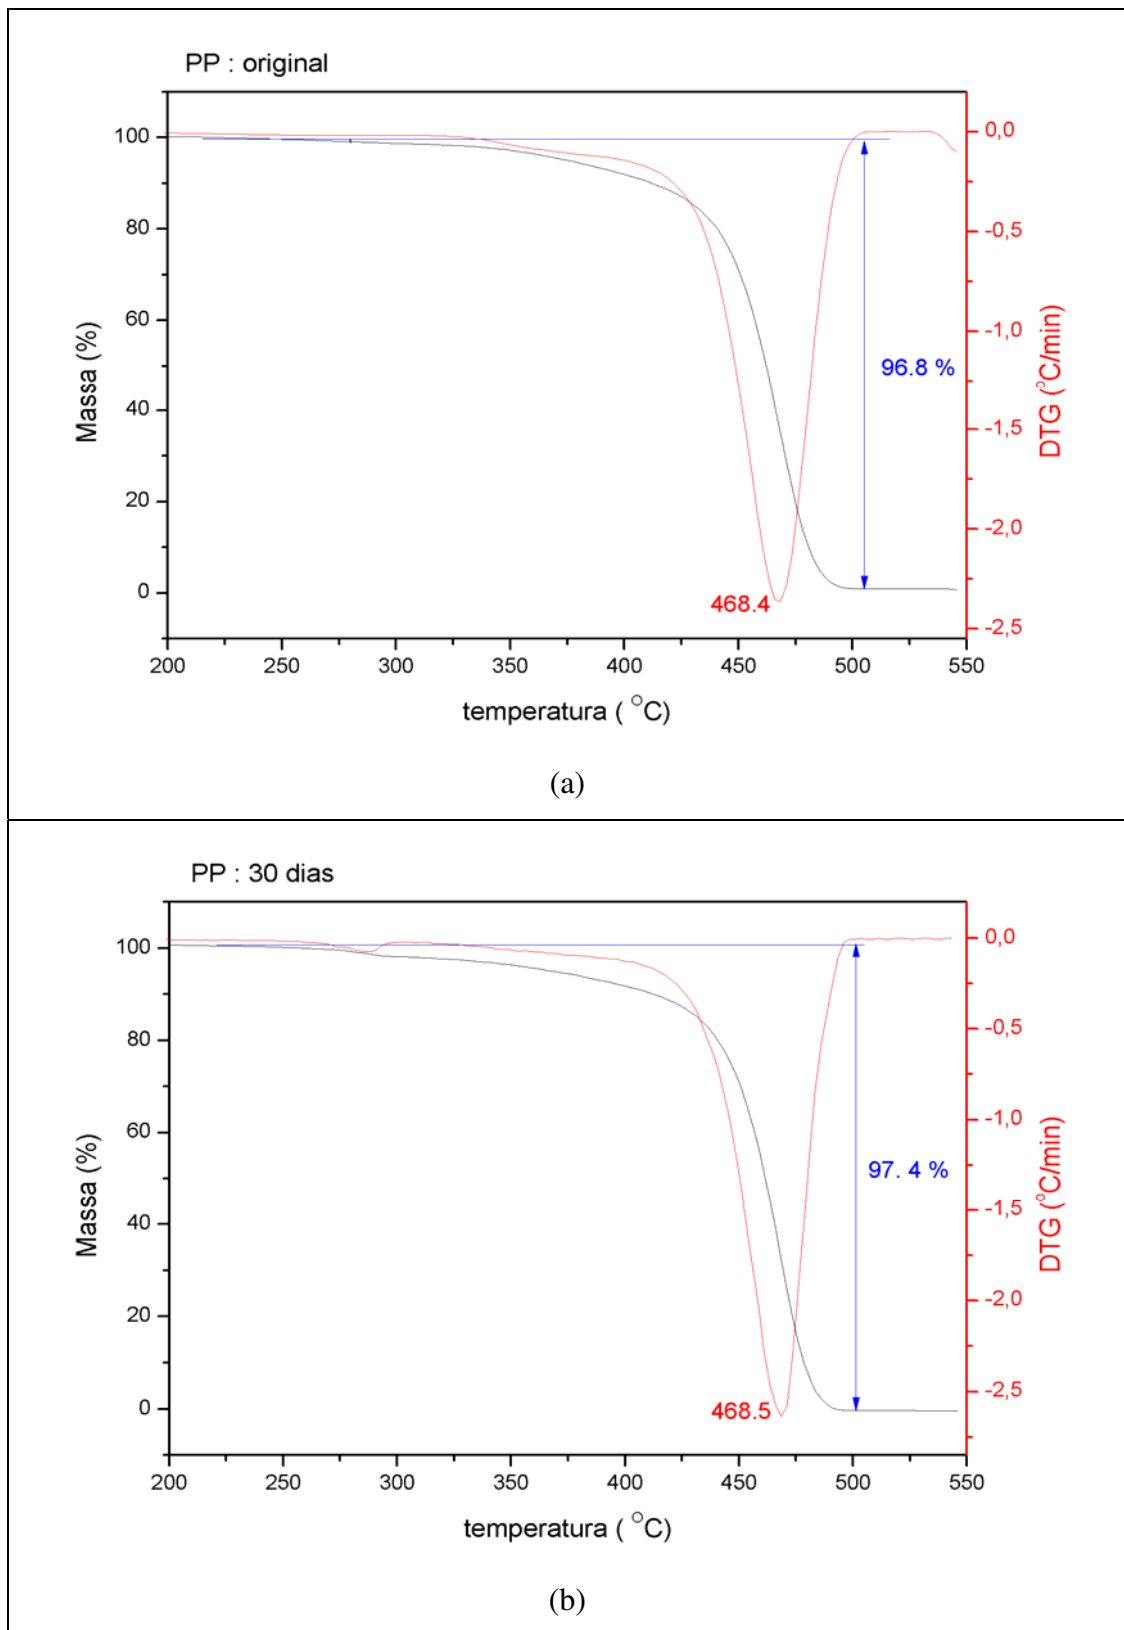 PP : original
100
80
60
40
20
0
Massa (%)
0,0
-0,5
-1,0
-1,5
-2,0
-2,5
DTG (°C/min)
96.8 %
468.4
200 250 300 350 400 450 500 550
temperatura ( °C)
(a)
PP : 30 dias
100
80
60
40
20
0
Massa (%)
0,0
-0,5
-1,0
-1,5
-2,0
-2,5
DTG (°C/min)
97. 4 %
468.5
200 250 300 350 400 450 500 550
temperatura ( °C)
(b)